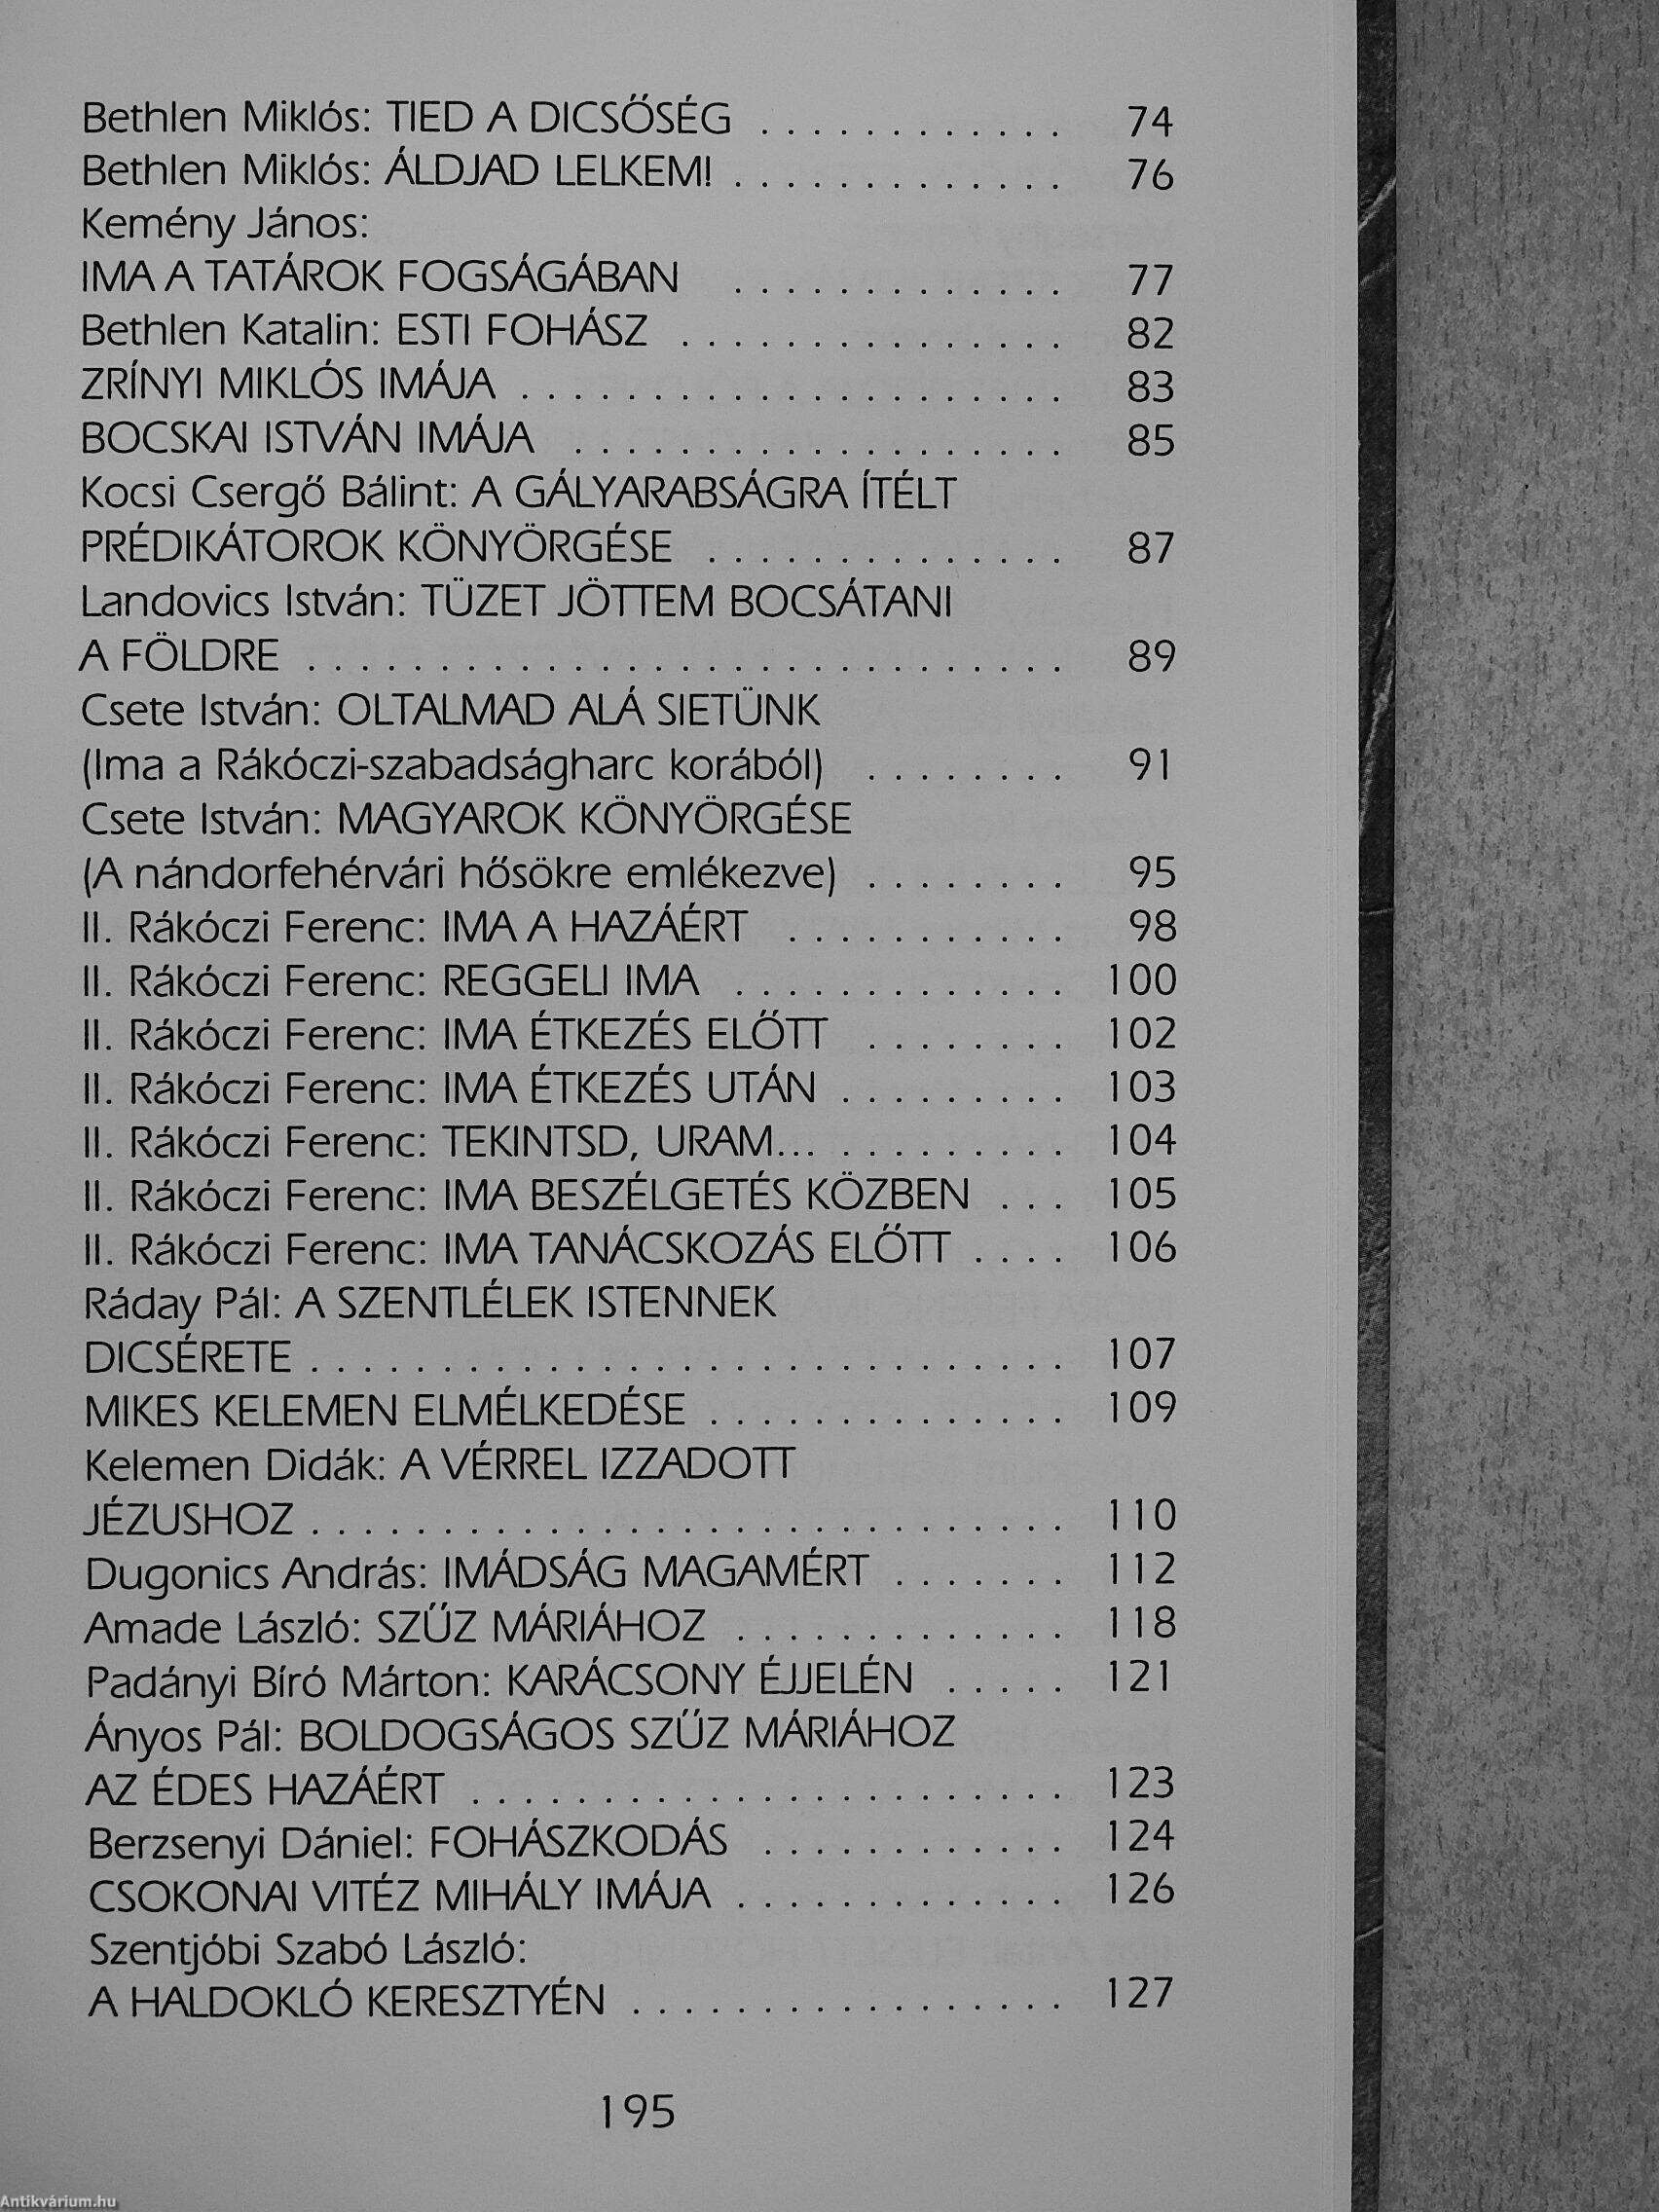 Bethlen Miklós: TIED A DICSŐSÉG . . . . . . . . . . . . 74
Bethlen Miklós: ÁLDJAD LELKEM! . . . . . . . . . . . . . 76
Kemény János:
IMA A TATÁROK FOGSÁGÁBAN . . . . . . . . . . . . . 77
Bethlen Katalin: ESTI FOHÁSZ . . . . . . . . . . . . . . . 82
ZRÍNYI MIKLÓS IMÁJA . . . . . . . . . . . . . . . . . . . . . 83
BOCSKAI ISTVÁN IMÁJA . . . . . . . . . . . . . . . . . . . 85
Kocsi Csergő Bálint: A GÁLYARABSÁGRA ÍTÉLT
PRÉDIKÁTOROK KÖNYÖRGÉSE . . . . . . . . . . . . . . 87
Landovics István: TÜZET JÖTTEM BOCSÁTANI
A FÖLDRE . . . . . . . . . . . . . . . . . . . . . . . . . . . . . 89
Csete István: OLTALMAD ALÁ SIETÜNK
(Ima a Rákóczi-szabadságharc korából) . . . . . . . . 91
Csete István: MAGYAROK KÖNYÖRGÉSE
(A nándorfehérvári hősökre emlékezve) . . . . . . . . 95
II. Rákóczi Ferenc: IMA A HAZÁÉRT . . . . . . . . . . . 98
II. Rákóczi Ferenc: REGGELI IMA . . . . . . . . . . . . . 100
II. Rákóczi Ferenc: IMA ÉTKEZÉS ELŐTT . . . . . . . . 102
II. Rákóczi Ferenc: IMA ÉTKEZÉS UTÁN . . . . . . . . . 103
II. Rákóczi Ferenc: TEKINTSD, URAM... . . . . . . . . . 104
II. Rákóczi Ferenc: IMA BESZÉLGETÉS KÖZBEN . . . 105
II. Rákóczi Ferenc: IMA TANÁCSKOZÁS ELŐTT . . . . 106
Ráday Pál: A SZENTLÉLEK ISTENNEK
DICSÉRETE . . . . . . . . . . . . . . . . . . . . . . . . . . . . . 107
MIKES KELEMEN ELMÉLKEDÉSE . . . . . . . . . . . . . . 109
Kelemen Didák: A VÉRREL IZZADOTT
JÉZUSHOZ . . . . . . . . . . . . . . . . . . . . . . . . . . . . . 110
Dugonics András: IMÁDSÁG MAGAMÉRT . . . . . . . 112
Amade László: SZŰZ MÁRIÁHOZ . . . . . . . . . . . . . 118
Padányi Bíró Márton: KARÁCSONY ÉJJELÉN . . . . . 121
Ányos Pál: BOLDOGSÁGOS SZŰZ MÁRIÁHOZ
AZ ÉDES HAZÁÉRT . . . . . . . . . . . . . . . . . . . . . . . 123
Berzsenyi Dániel: FOHÁSZKODÁS . . . . . . . . . . . . 124
CSOKONAI VITÉZ MIHÁLY IMÁJA . . . . . . . . . . . . . 126
Szentjóbi Szabó László:
A HALDOKLÓ KERESZTYÉN . . . . . . . . . . . . . . . . . 127
195
Antikvárium.hu